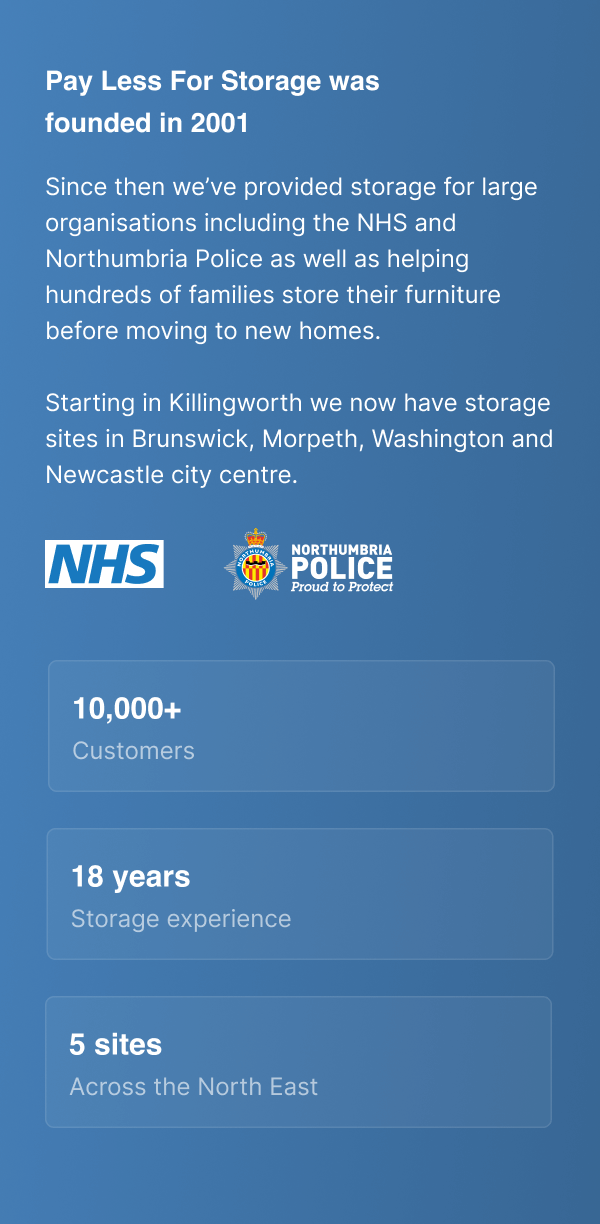 Pay Less For Storage was
founded in 2001
Since then we’ve provided storage for large
organisations including the NHS and
Northumbria Police as well as helping
hundreds of families store their furniture
before moving to new homes.
Starting in Killingworth we now have storage
sites in Brunswick, Morpeth, Washington and
Newcastle city centre.
NHS
NORTHUMBRIA
POLICE
NORTHUMBRIA
POLICE
Proud to Protect
10,000+
Customers
18 years
Storage experience
5 sites
Across the North East